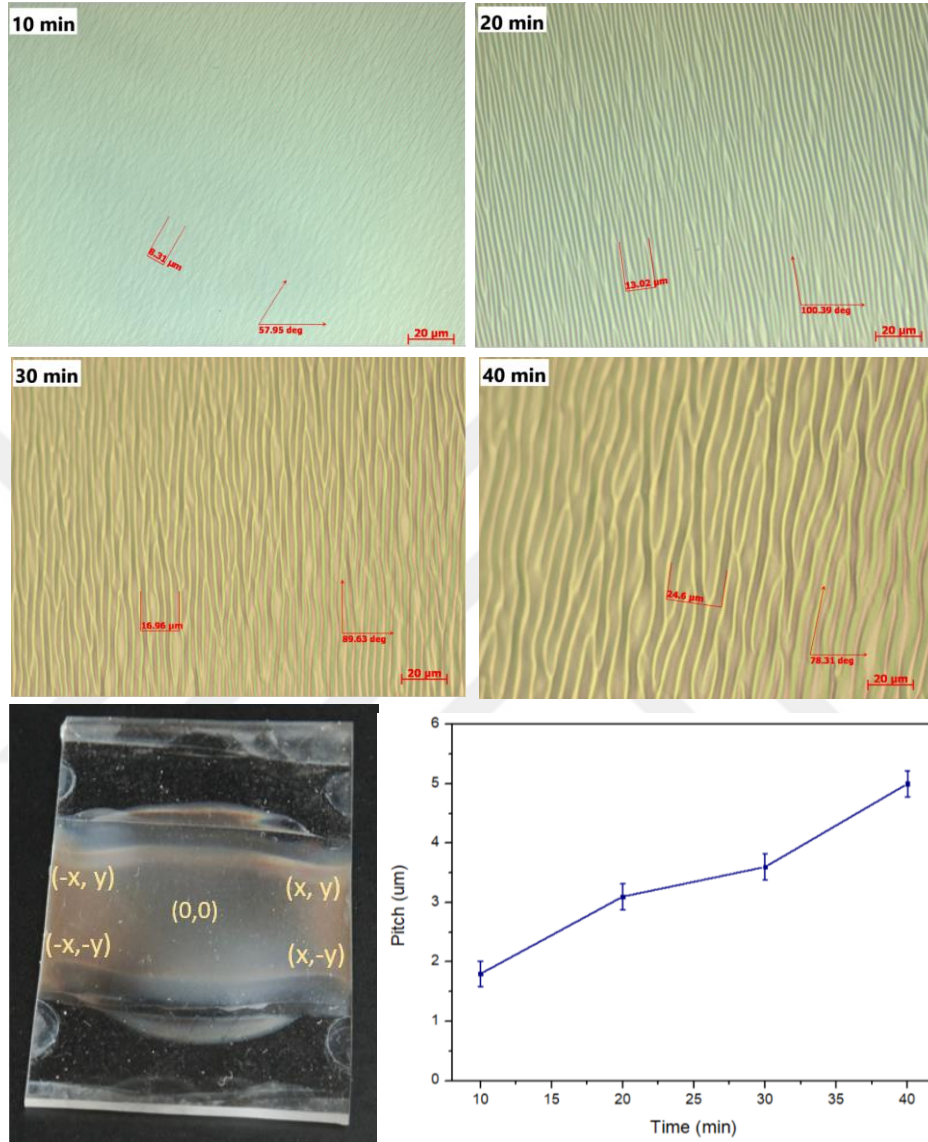 10 min
8.31 µm
57.95 deg
20 µm
20 min
13.02 µm
100.39 deg
20 µm
30 min
16.96 µm
89.63 deg
20 µm
40 min
24.6 µm
78.31 deg
20 µm
(-x, y)
(x, y)
(0,0)
(-x,-y)
(x,-y)
Pitch (um)
6
5
4
3
2
1
0
10
20
30
40
Time (min)